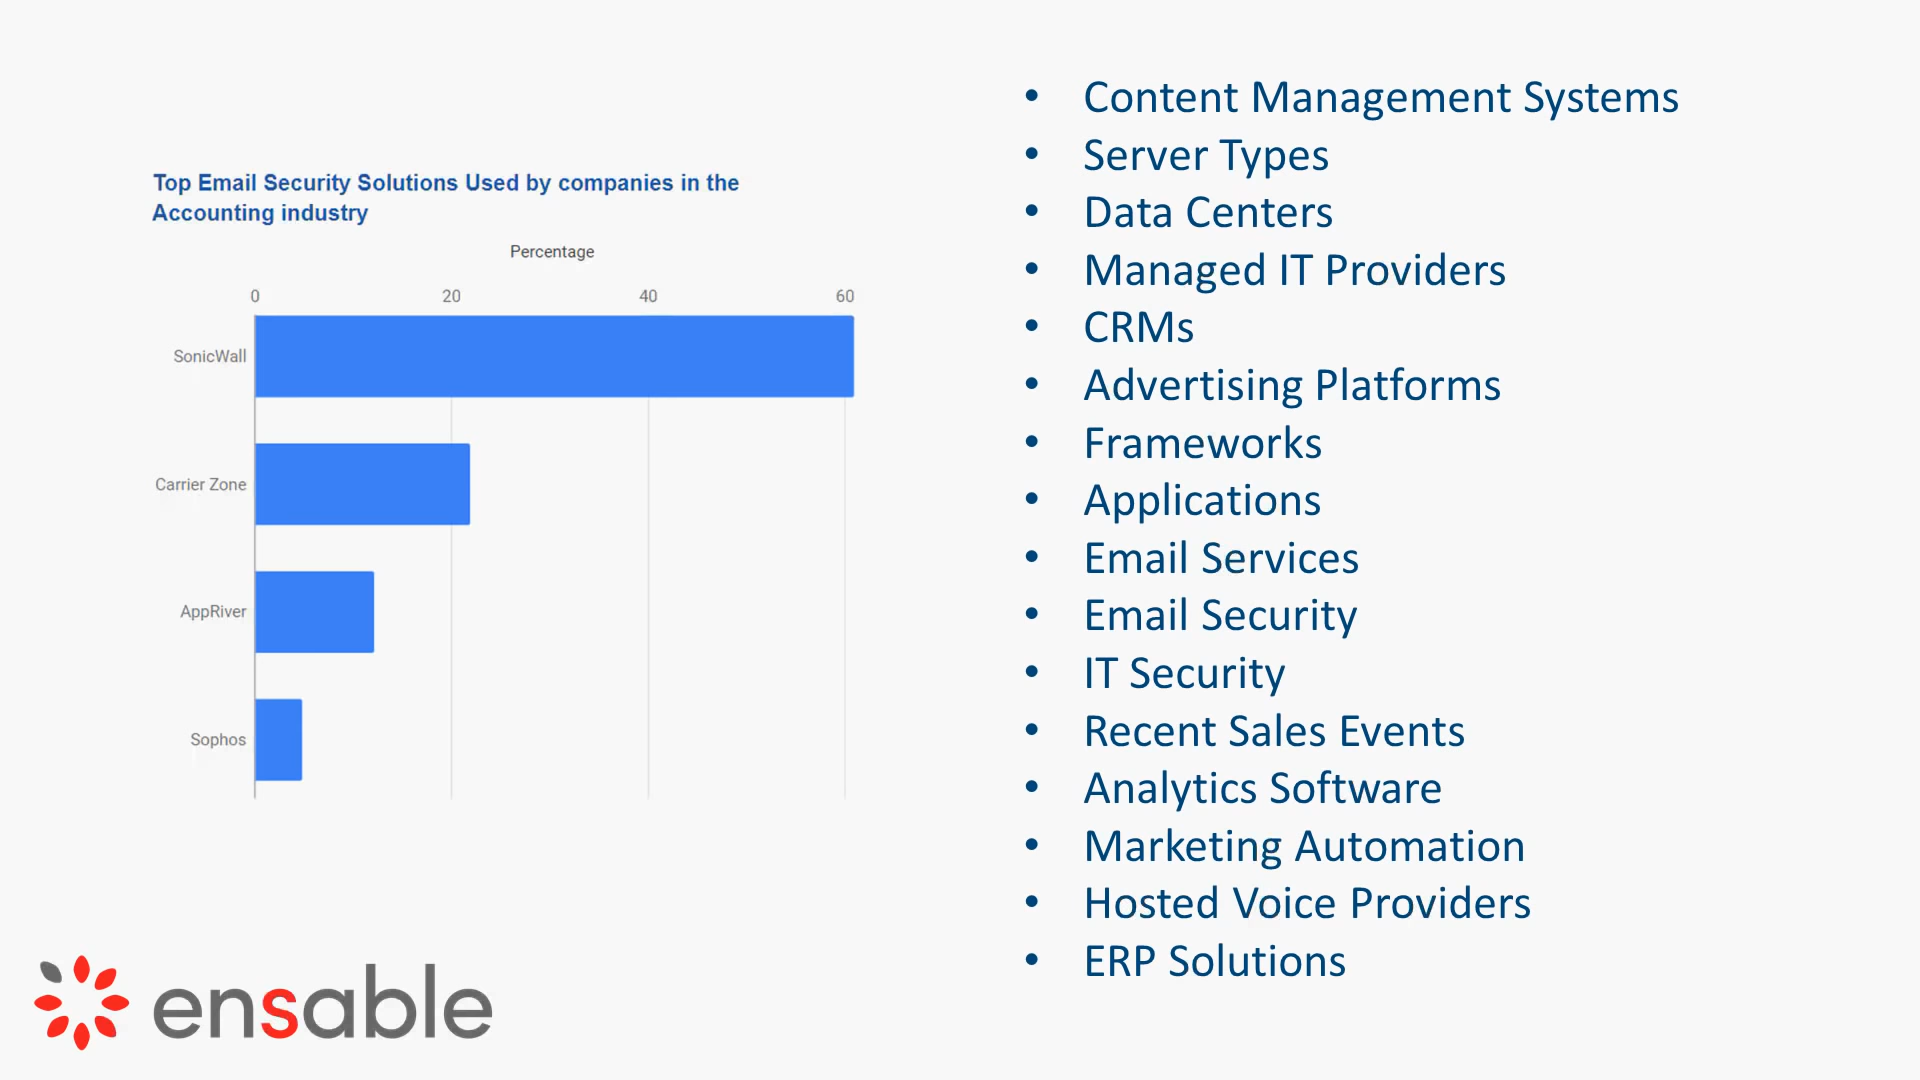 Top Email Security Solutions Used by companies in the
Accounting industry
Percentage
0 20 40 60
SonicWall
Carrier Zone
AppRiver
Sophos
• Content Management Systems
• Server Types
• Data Centers
• Managed IT Providers
• CRMs
• Advertising Platforms
• Frameworks
• Applications
• Email Services
• Email Security
• IT Security
• Recent Sales Events
• Analytics Software
• Marketing Automation
• Hosted Voice Providers
• ERP Solutions
ensable